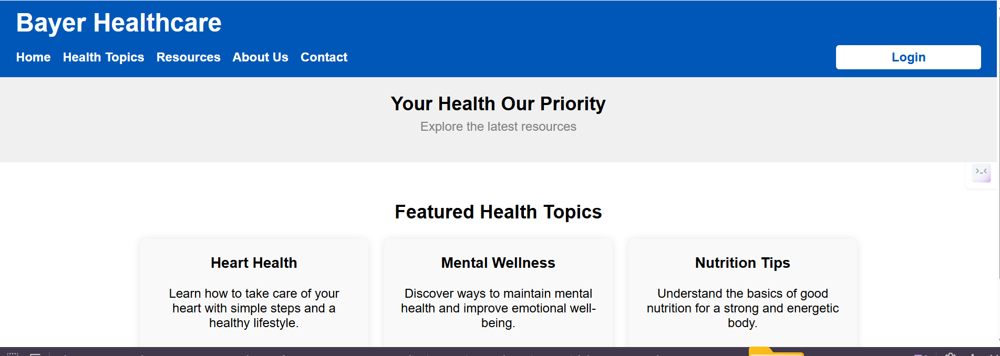 Bayer Healthcare
Home Health Topics Resources About Us Contact Login
Your Health Our Priority
Explore the latest resources
Featured Health Topics
Heart Health
Learn how to take care of your
heart with simple steps and a
healthy lifestyle.
Mental Wellness
Discover ways to maintain mental
health and improve emotional well-
being.
Nutrition Tips
Understand the basics of good
nutrition for a strong and energetic
body.